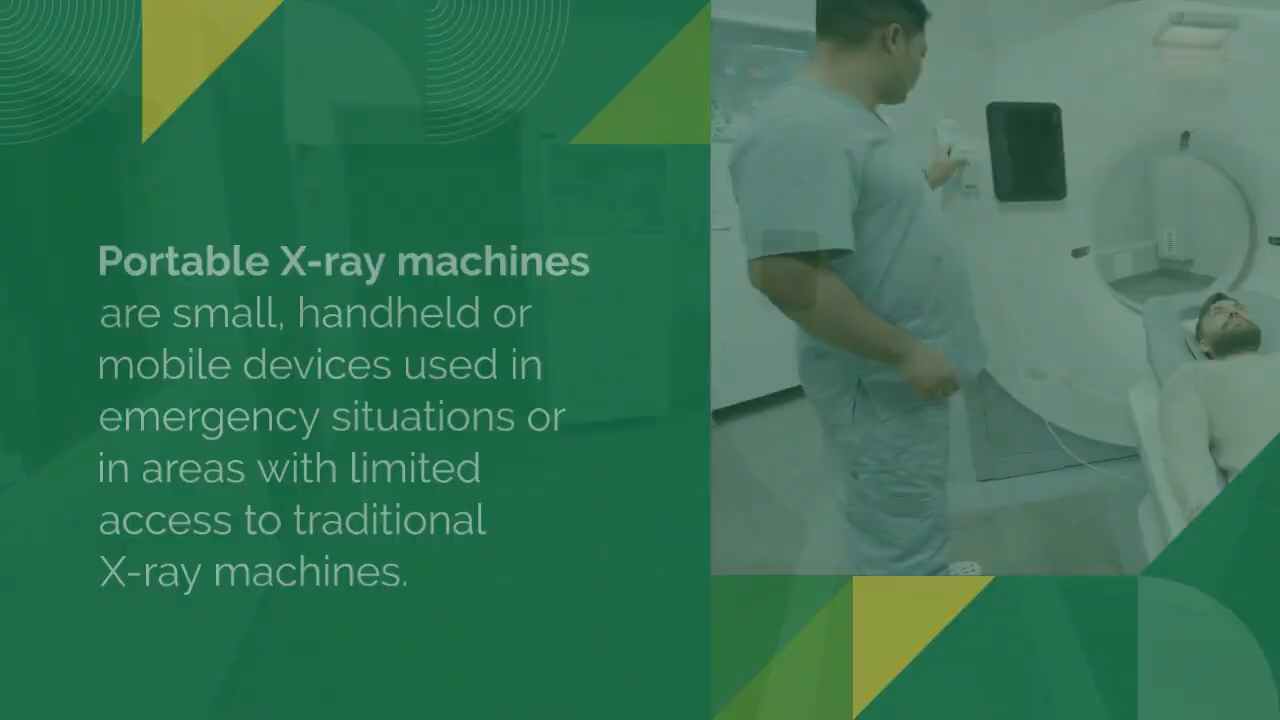 Portable X-ray machines
are small, handheld or
mobile devices used in
emergency situations or
in areas with limited
access to traditional
X-ray machines.